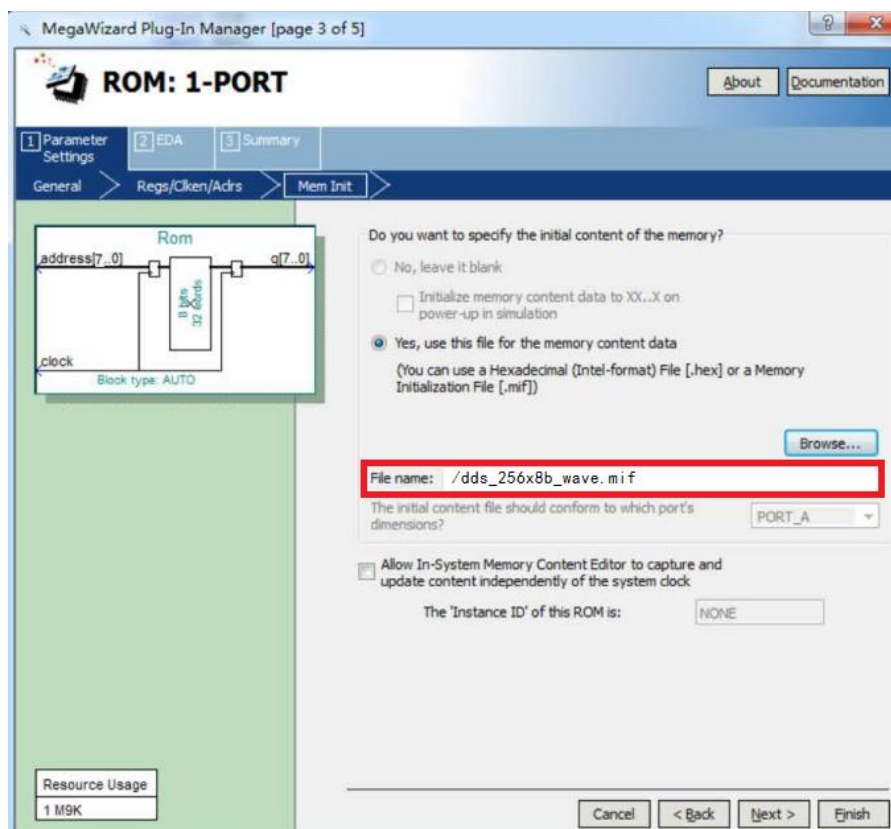 MegaWizard Plug-In Manager [page 3 of 5]
ROM: 1-PORT
About
Documentation
1 Parameter Settings
2 EDA
3 Summary
General
Regs/Clken/Adrs
Mem Init
Rom
address[7..0]
q[7..0]
8 bits
32 words
clock
Block type: AUTO
Do you want to specify the initial content of the memory?
No, leave it blank
Initialize memory content data to XX..X on
power-up in simulation
Yes, use this file for the memory content data
(You can use a Hexadecimal (Intel-format) File [.hex] or a Memory
Initialization File [.mif])
Browse...
File name: /dds_256x8b_wave.mif
The initial content file should conform to which port's
dimensions?
PORT_A
Allow In-System Memory Content Editor to capture and
update content independently of the system clock
The 'Instance ID' of this ROM is:
NONE
Resource Usage
1 M9K
Cancel
< Back
Next >
Finish